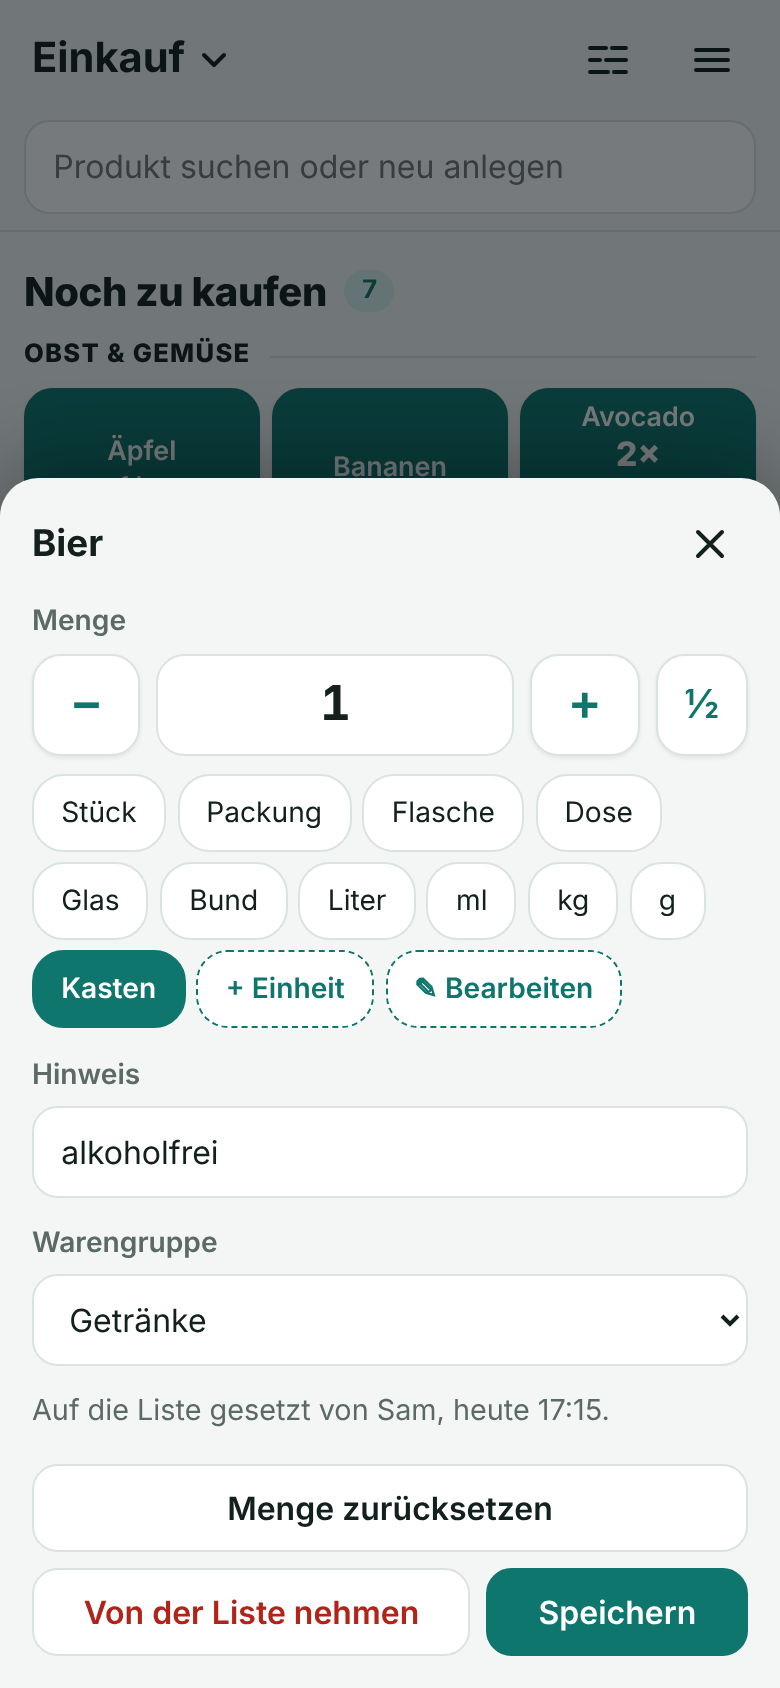 Einkauf
Produkt suchen oder neu anlegen
Noch zu kaufen 7
OBST & GEMÜSE
Äpfel
Bananen
Avocado
2×
Bier
Menge
− 1 + ½
Stück Packung Flasche Dose
Glas Bund Liter ml kg g
Kasten + Einheit ✎ Bearbeiten
Hinweis
alkoholfrei
Warengruppe
Getränke
Auf die Liste gesetzt von Sam, heute 17:15.
Menge zurücksetzen
Von der Liste nehmen Speichern